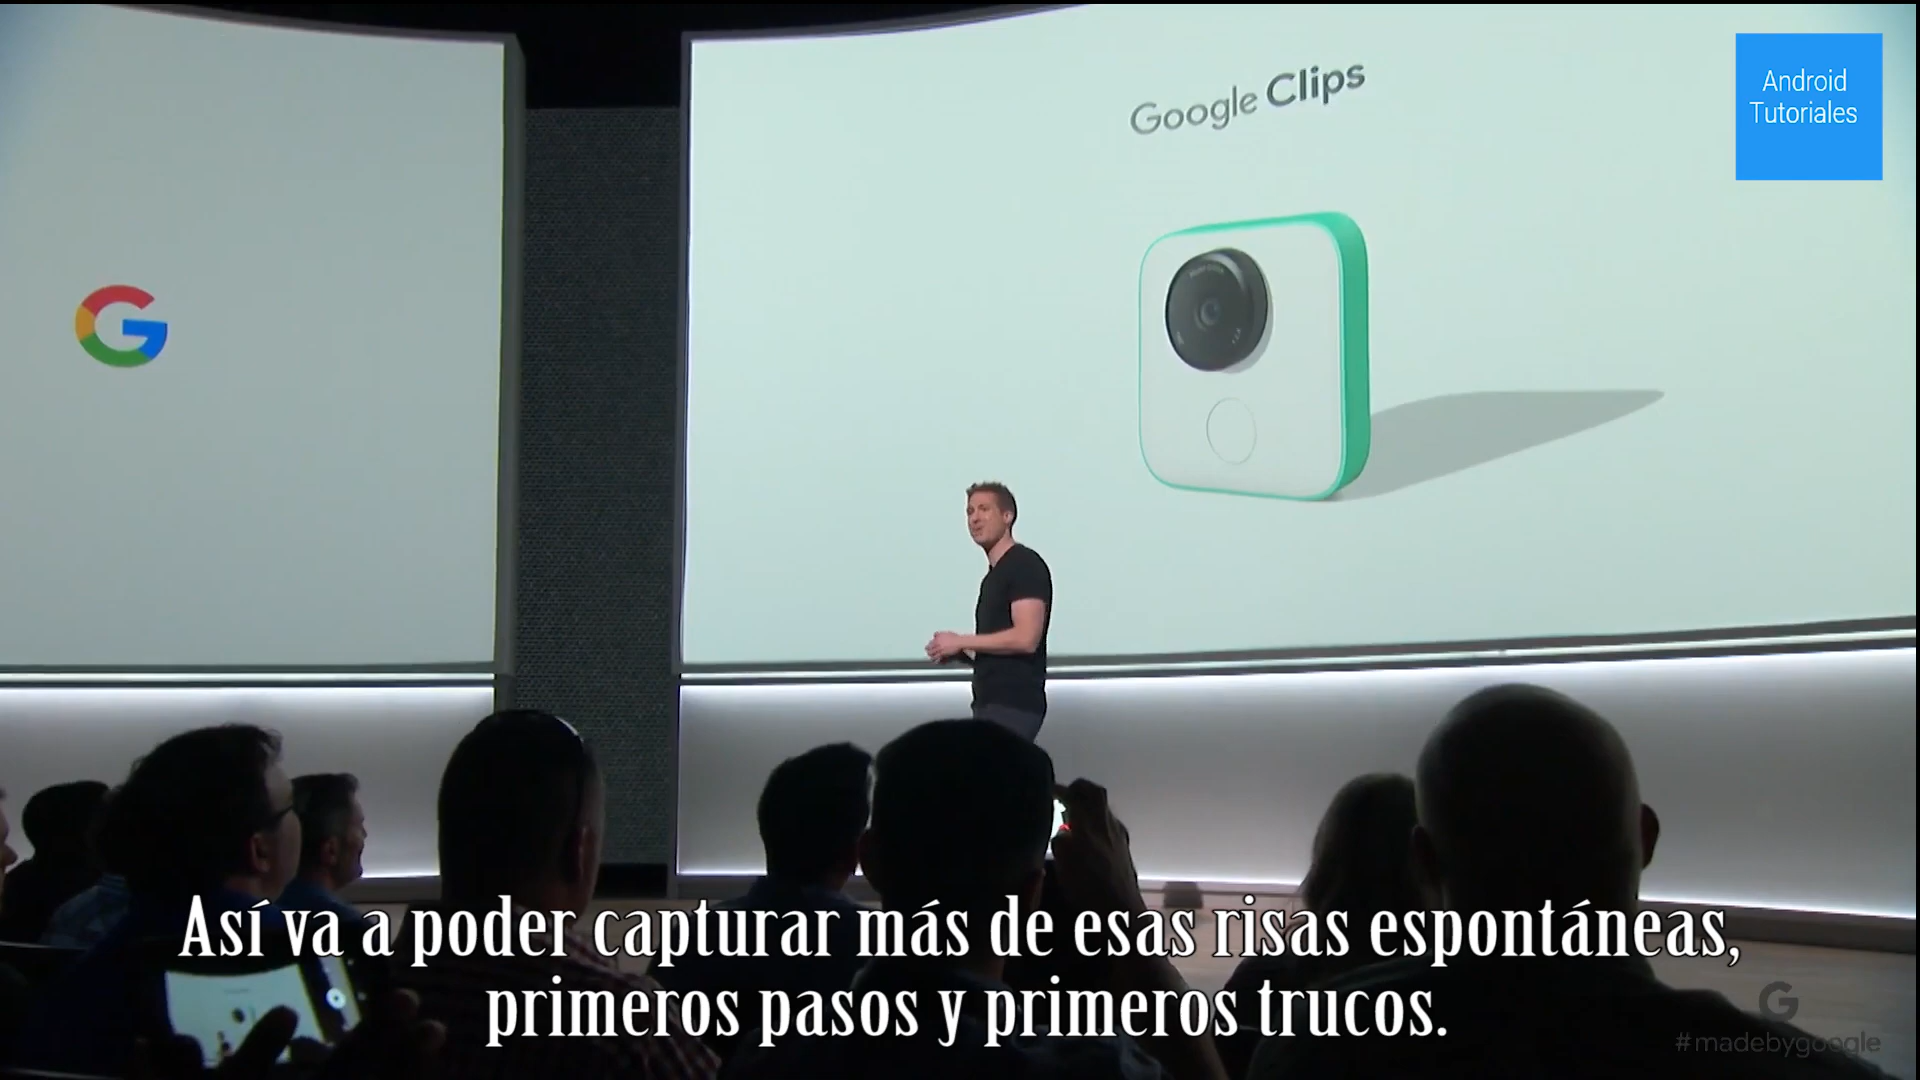 Google Clips
Android
Tutoriales
Así va a poder capturar más de esas risas espontáneas,
primeros pasos y primeros trucos.
#madebygoogle